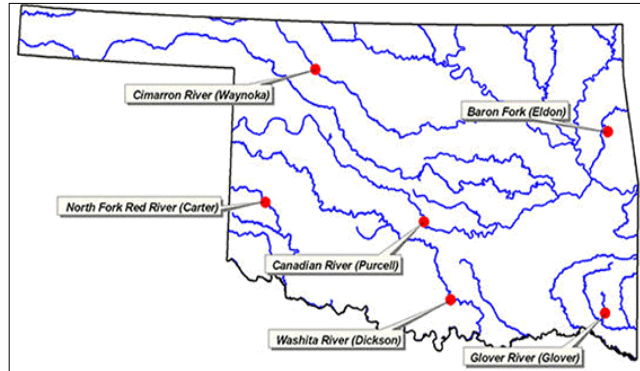 Cimarron River (Waynoka)
Baron Fork (Eldon)
North Fork Red River (Carter)
Canadian River (Purcell)
Washita River (Dickson)
Glover River (Glover)